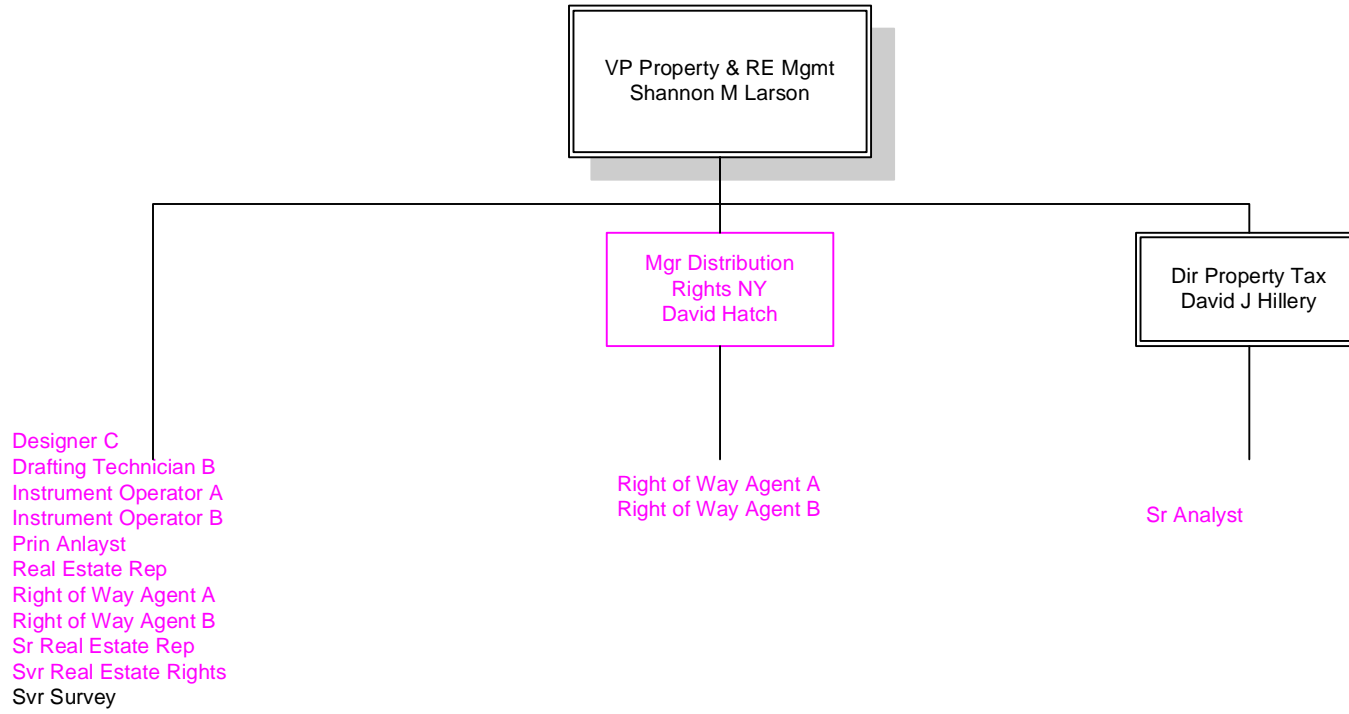 VP Property & RE Mgmt
Shannon M Larson
Mgr Distribution
Rights NY
David Hatch
Dir Property Tax
David J Hillery
Designer C
Drafting Technician B
Instrument Operator A
Instrument Operator B
Prin Anlayst
Real Estate Rep
Right of Way Agent A
Right of Way Agent B
Sr Real Estate Rep
Svr Real Estate Rights
Svr Survey
Right of Way Agent A
Right of Way Agent B
Sr Analyst